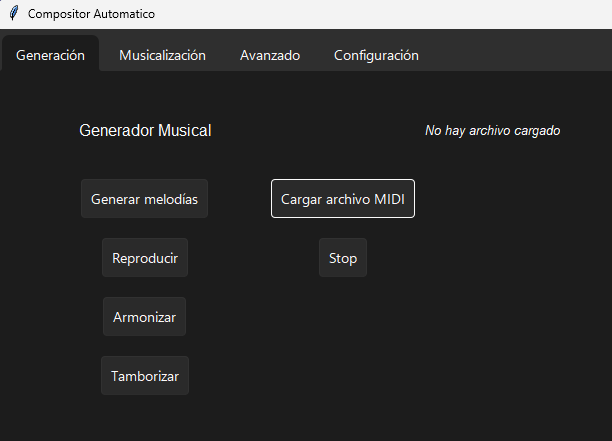 Compositor Automatico
Generación Musicalización Avanzado Configuración
Generador Musical No hay archivo cargado
Generar melodías Cargar archivo MIDI
Reproducir Stop
Armonizar
Tamborizar